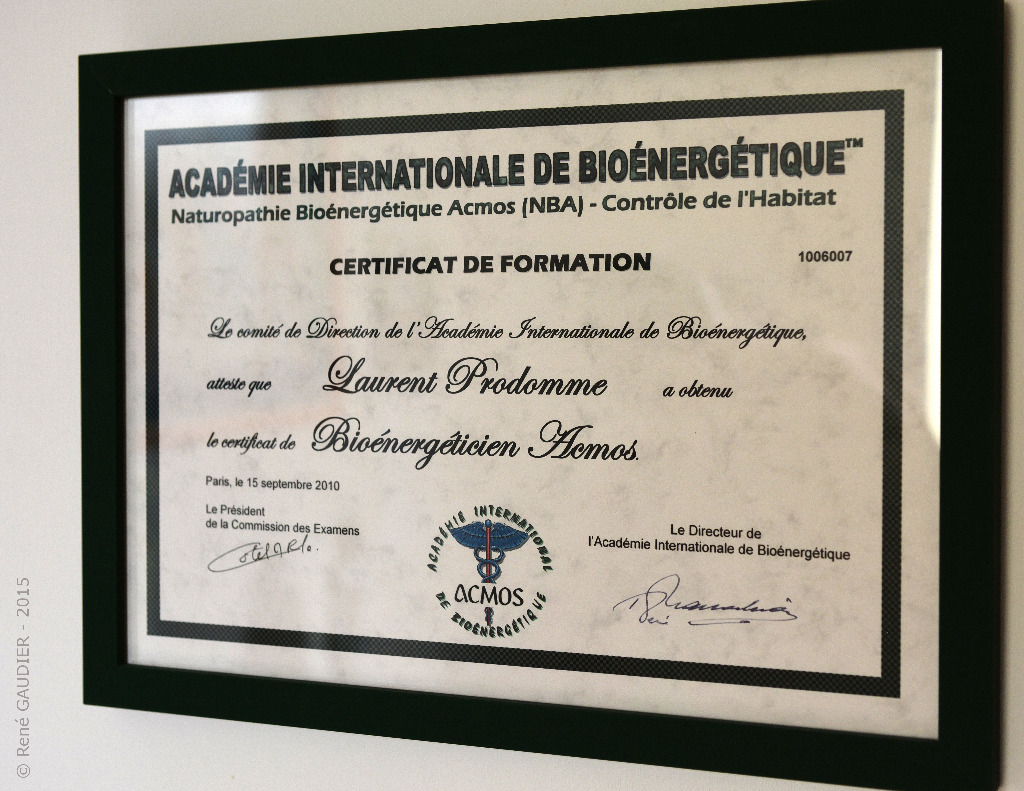 ACADÉMIE INTERNATIONALE DE BIOÉNERGÉTIQUE™
Naturopathie Bioénergétique Acmos (NBA) - Contrôle de l'Habitat
CERTIFICAT DE FORMATION
1006007
Le comité de Direction de l'Académie Internationale de Bioénergétique,
atteste que Laurent Prodomme a obtenu
le certificat de Bioénergéticien Acmos.
Paris, le 15 septembre 2010
Le Président
de la Commission des Examens
Le Directeur de
l'Académie Internationale de Bioénergétique
ACADÉMIE INTERNATIONAL
ACMOS
DE BIOÉNERGÉTIQUE
© René GAUDIER - 2015